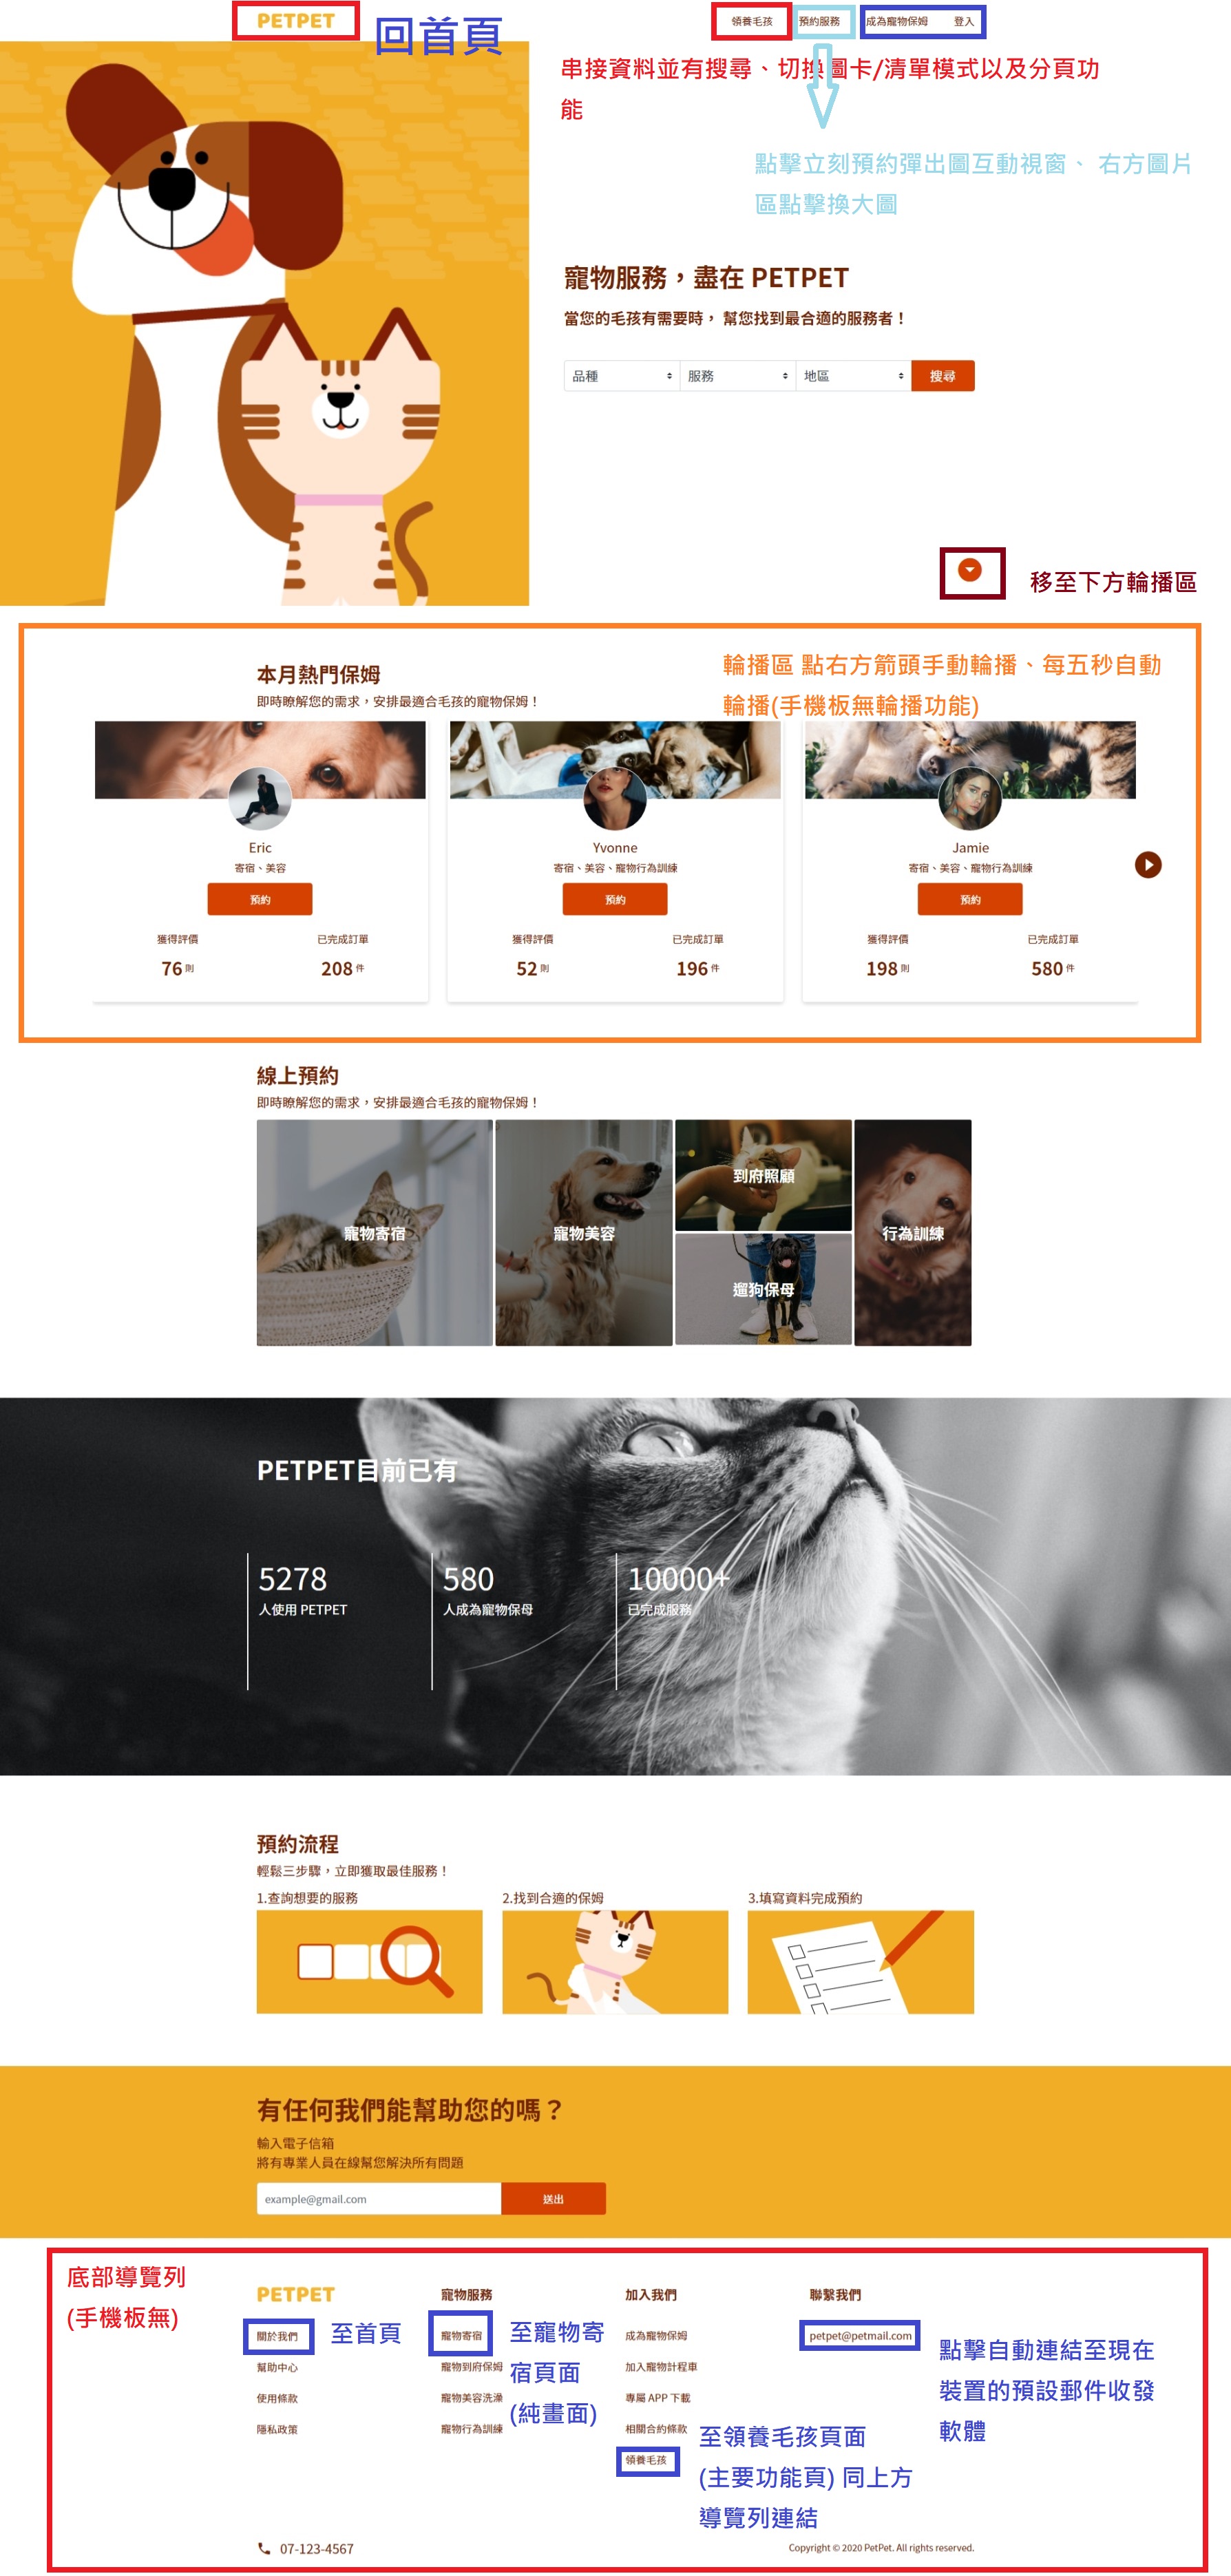 PETPET
回首頁
領養毛孩
預約服務
成為寵物保姆
登入
串接資料並有搜尋、切換圖卡/清單模式以及分頁功
能
點擊立刻預約彈出圖互動視窗、 右方圖片
區點擊換大圖
寵物服務，盡在 PETPET
當您的毛孩有需要時， 幫您找到最合適的服務者！
品種
服務
地區
搜尋
移至下方輪播區
本月熱門保姆
即時瞭解您的需求，安排最適合毛孩的寵物保姆！
輪播區 點右方箭頭手動輪播、每五秒自動
輪播(手機板無輪播功能)
Eric
寄宿、美容
預約
獲得評價
已完成訂單
76 則
208 件
Yvonne
寄宿、美容、寵物行為訓練
預約
獲得評價
已完成訂單
52 則
196 件
Jamie
寄宿、美容、寵物行為訓練
預約
獲得評價
已完成訂單
198 則
580 件
線上預約
即時瞭解您的需求，安排最適合毛孩的寵物保姆！
寵物寄宿
寵物美容
到府照顧
遛狗保母
行為訓練
PETPET目前已有
5278
人使用 PETPET
580
人成為寵物保母
10000+
已完成服務
預約流程
輕鬆三步驟，立即獲取最佳服務！
1.查詢想要的服務
2.找到合適的保姆
3.填寫資料完成預約
有任何我們能幫助您的嗎？
輸入電子信箱
將有專業人員在線幫您解決所有問題
example@gmail.com
送出
底部導覽列
(手機板無)
PETPET
關於我們
至首頁
幫助中心
使用條款
隱私政策
寵物服務
寵物寄宿
寵物到府保姆
寵物美容洗澡
寵物行為訓練
至寵物寄
宿頁面
(純畫面)
加入我們
成為寵物保姆
加入寵物計程車
專屬 APP 下載
相關合約條款
領養毛孩
至領養毛孩頁面
(主要功能頁) 同上方
導覽列連結
聯繫我們
petpet@petmail.com
點擊自動連結至現在
裝置的預設郵件收發
軟體
07-123-4567
Copyright © 2020 PetPet. All rights reserved.